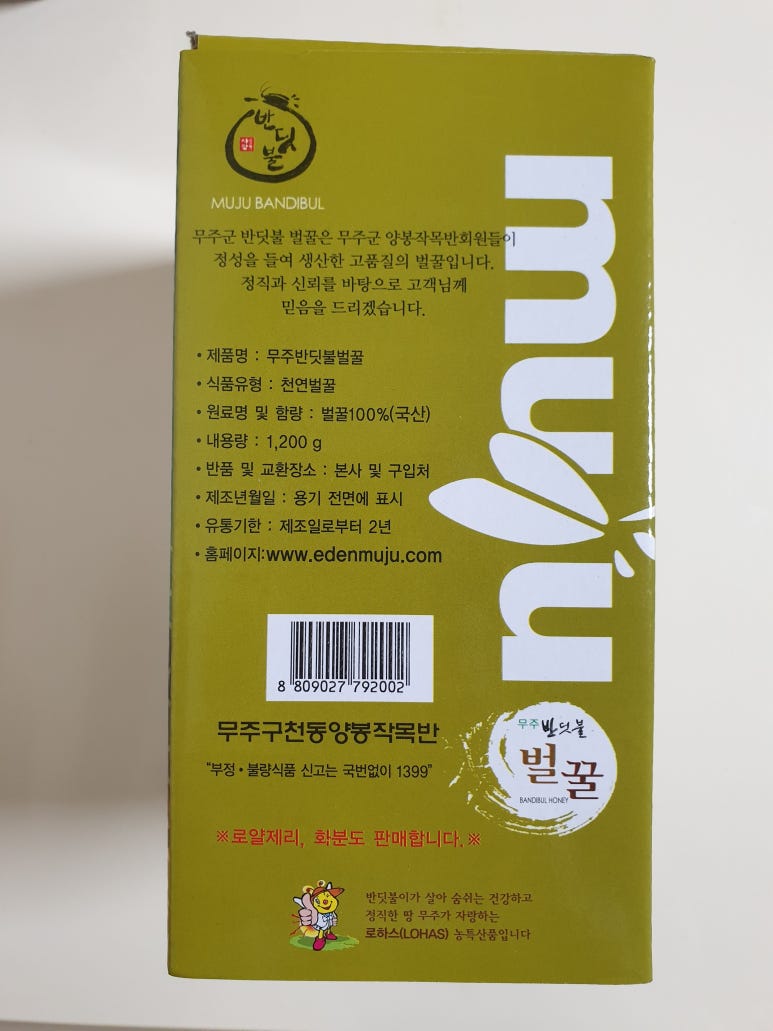 반딧불
MUJU BANDIBUL
무주군 반딧불 벌꿀은 무주군 양봉작목반회원들이
정성을 들여 생산한 고품질의 벌꿀입니다.
정직과 신뢰를 바탕으로 고객님께
믿음을 드리겠습니다.
• 제품명 : 무주반딧불벌꿀
• 식품유형 : 천연벌꿀
• 원료명 및 함량 : 벌꿀100%(국산)
• 내용량 : 1,200 g
• 반품 및 교환장소 : 본사 및 구입처
• 제조년월일 : 용기 전면에 표시
• 유통기한 : 제조일로부터 2년
• 홈페이지:www.edenmuju.com
muju
8 809027 792002
무주구천동양봉작목반
"부정•불량식품 신고는 국번없이 1399"
무주 반딧불
벌꿀
BANDIBUL HONEY
※로얄제리, 화분도 판매합니다.※
반딧불이가 살아 숨쉬는 건강하고
정직한 땅 무주가 자랑하는
로하스(LOHAS) 농특산품입니다